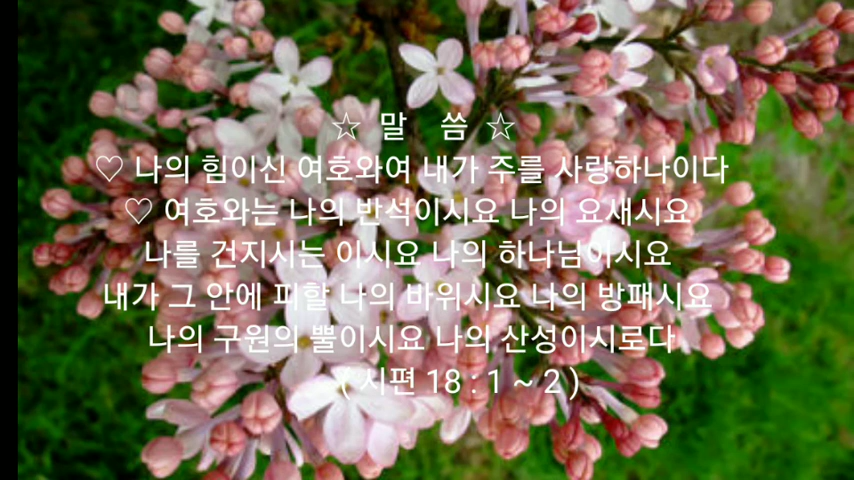 ☆ 말 씀 ☆
♡ 나의 힘이신 여호와여 내가 주를 사랑하나이다
♡ 여호와는 나의 반석이시요 나의 요새시요
나를 건지시는 이시요 나의 하나님이시요
내가 그 안에 피할 나의 바위시요 나의 방패시요
나의 구원의 뿔이시요 나의 산성이시로다
( 시편 18 : 1 ~ 2 )